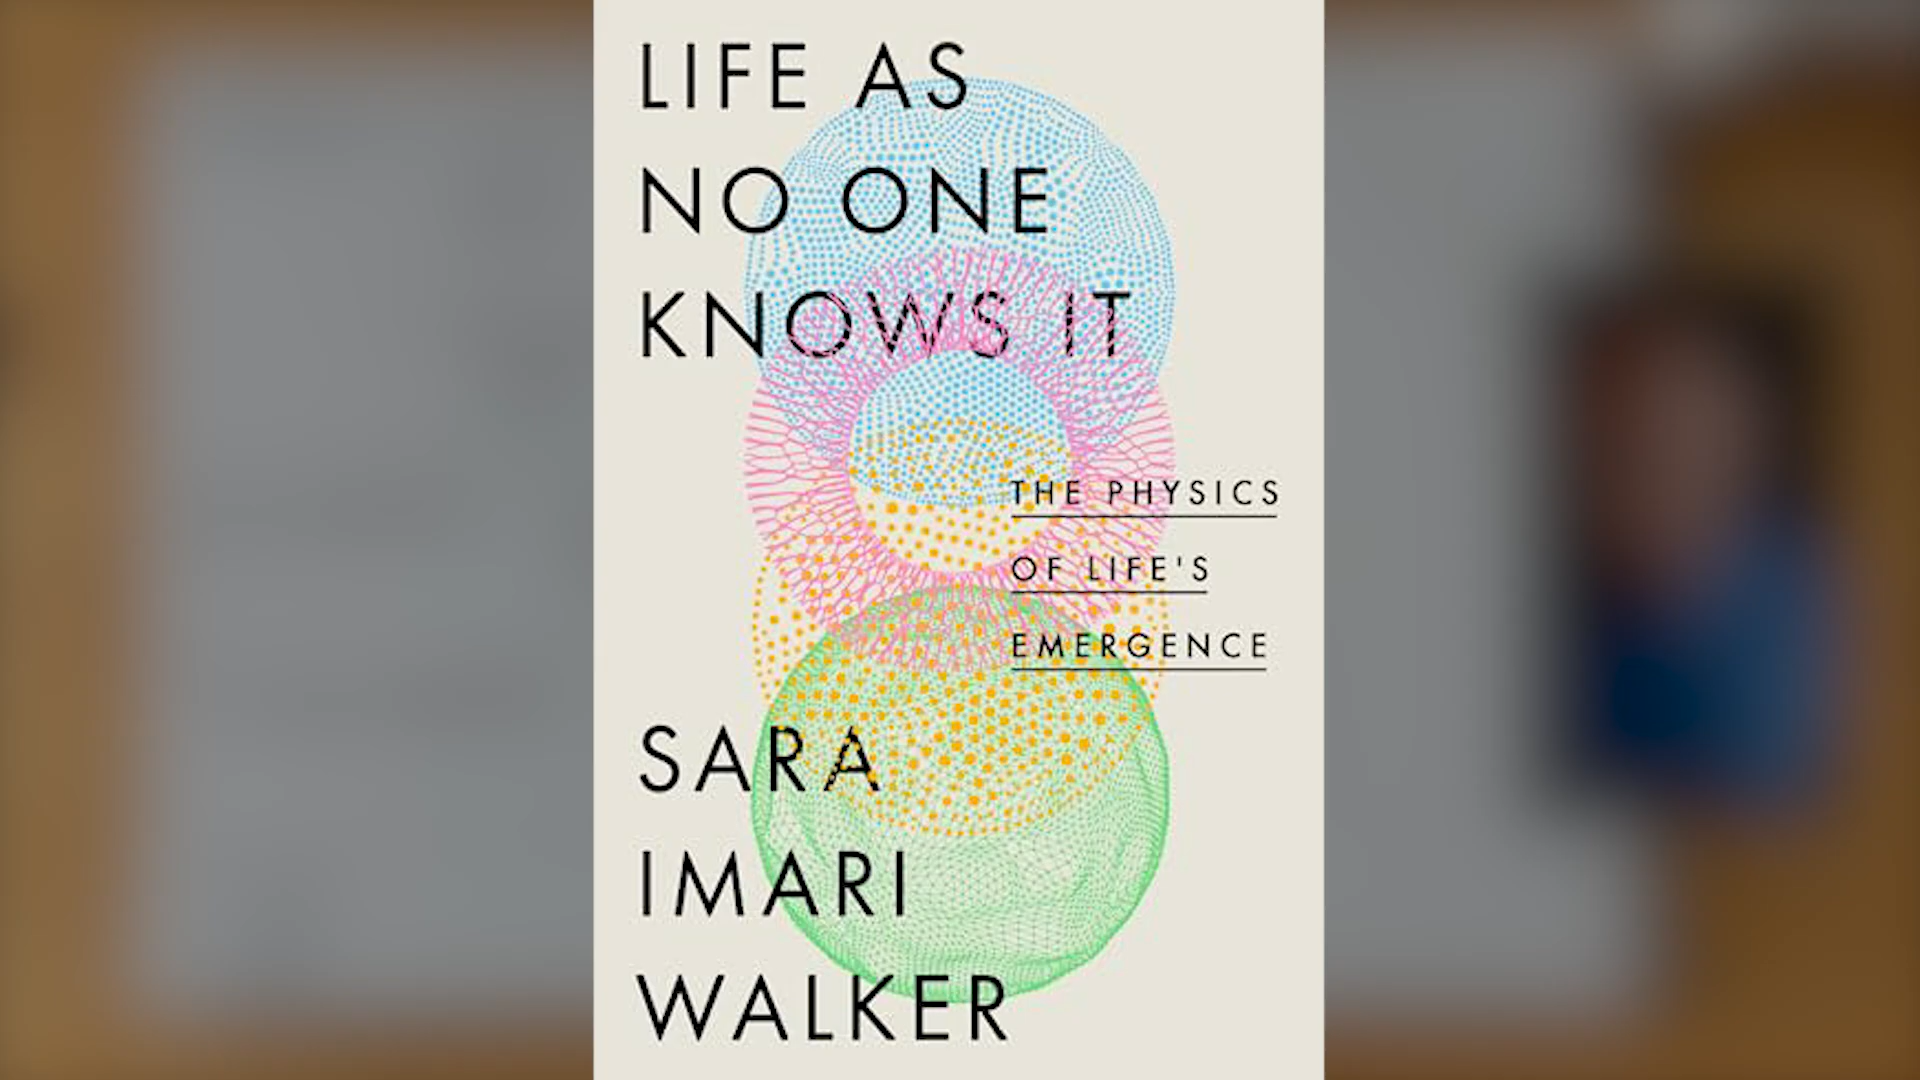 LIFE AS
NO ONE
KNOWS IT
THE PHYSICS
OF LIFE'S
EMERGENCE
SARA
IMARI
WALKER